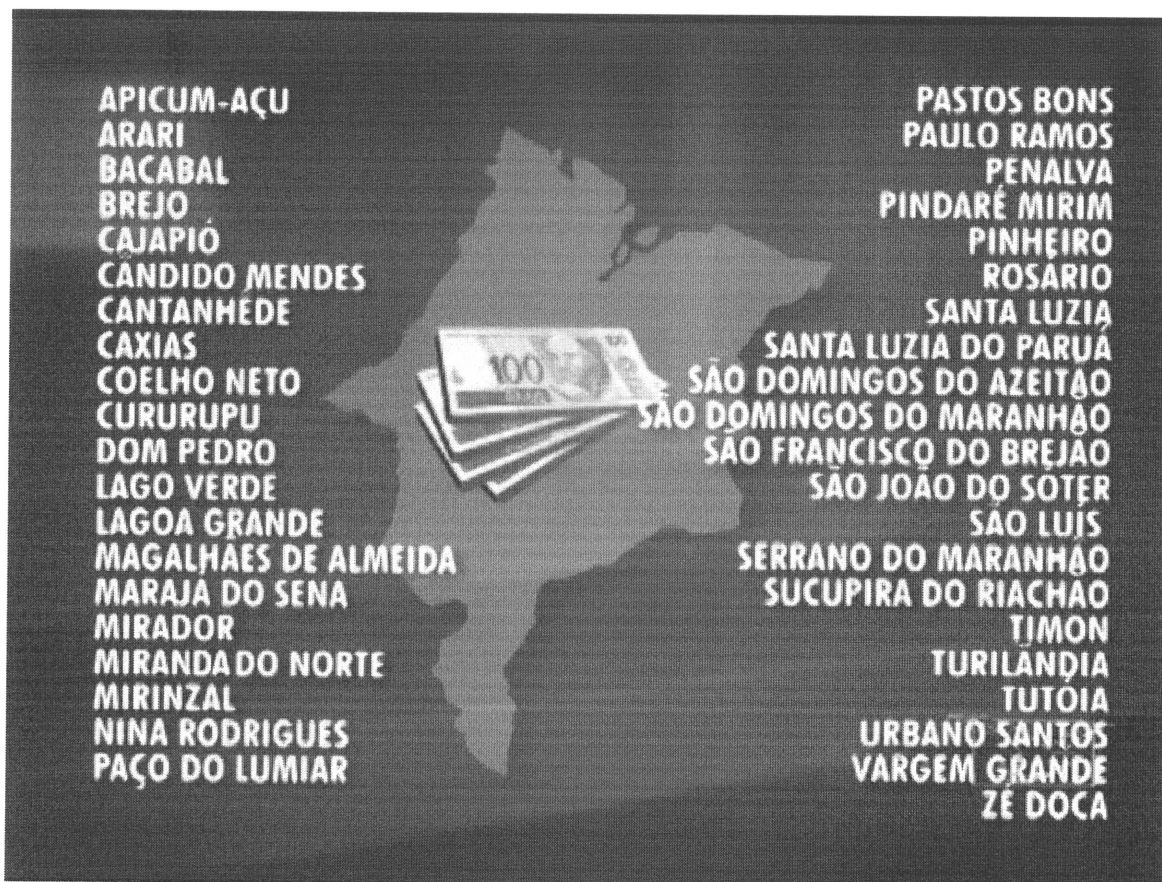 APICUM-AÇU
ARARI
BACABAL
BREJO
CAJAPIÓ
CÂNDIDO MENDES
CANTANHÉDE
CAXIAS
COELHO NETO
CURURUPU
DOM PEDRO
LAGO VERDE
LAGOA GRANDE
MAGALHÃES DE ALMEIDA
MARAJÁ DO SENA
MIRADOR
MIRANDA DO NORTE
MIRINZAL
NINA RODRIGUES
PAÇO DO LUMIAR
100
PASTOS BONS
PAULO RAMOS
PENALVA
PINDARÉ MIRIM
PINHEIRO
ROSÁRIO
SANTA LUZIA
SANTA LUZIA DO PARUÁ
SÃO DOMINGOS DO AZEITÃO
SÃO DOMINGOS DO MARANHÃO
SÃO FRANCISCO DO BREJÃO
SÃO JOÃO DO SOTER
SÃO LUÍS
SERRANO DO MARANHÃO
SUCUPIRA DO RIACHÃO
TIMON
TURILÂNDIA
TUTÓIA
URBANO SANTOS
VARGEM GRANDE
ZÉ DOCA